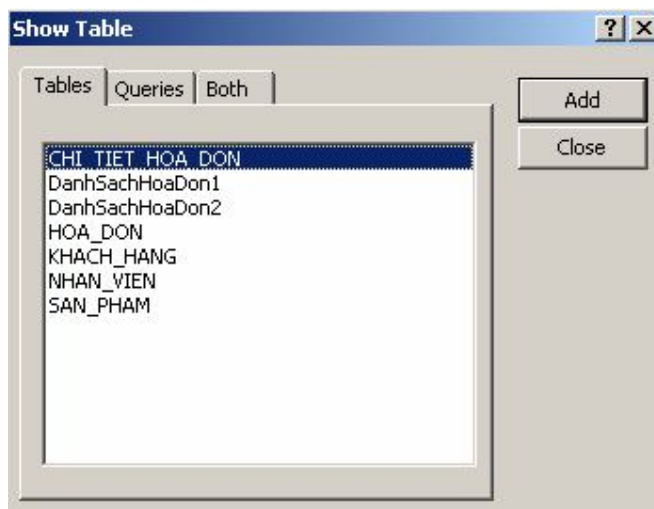 Show Table
Tables Queries Both
Add
Close
CHI_TIET_HOA_DON
DanhSachHoaDon1
DanhSachHoaDon2
HOA_DON
KHACH_HANG
NHAN_VIEN
SAN_PHAM